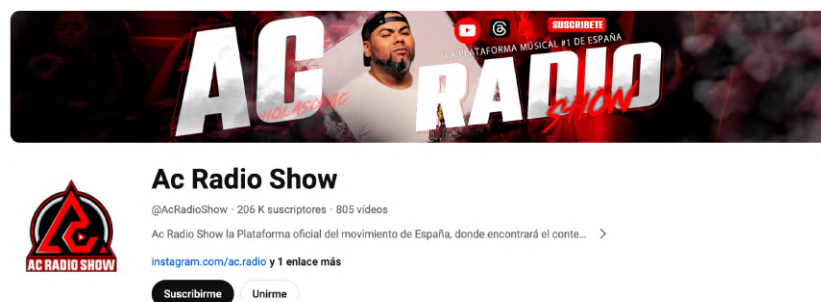 SUSCRIBETE
LA PLATAFORMA MÚSICAL #1 DE ESPAÑA
AC RADIO
HOLASOYAC
SHOW
AC RADIO SHOW
Ac Radio Show
@AcRadioShow · 206 K suscriptores · 805 vídeos
Ac Radio Show la Plataforma oficial del movimiento de España, donde encontrará el conte...
instagram.com/ac.radio y 1 enlace más
Suscribirme Unirme